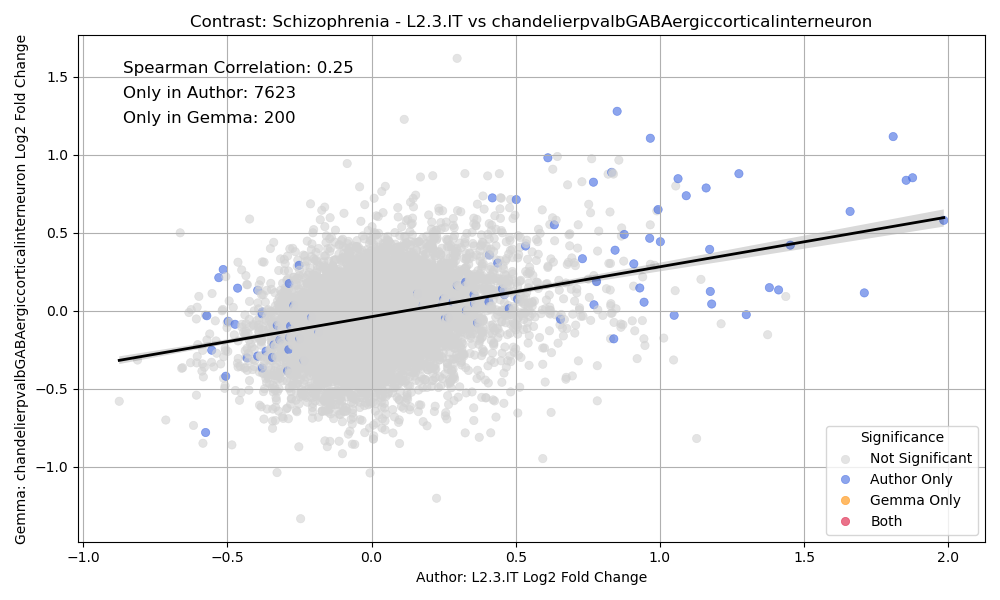 Contrast: Schizophrenia - L2.3.IT vs chandelierpvalbGABAergiccorticalinterneuron
Gemma: chandelierpvalbGABAergiccorticalinterneuron Log2 Fold Change
1.5
1.0
0.5
0.0
−0.5
−1.0
Spearman Correlation: 0.25
Only in Author: 7623
Only in Gemma: 200
Significance
Not Significant
Author Only
Gemma Only
Both
−1.0
−0.5
0.0
0.5
1.0
1.5
2.0
Author: L2.3.IT Log2 Fold Change